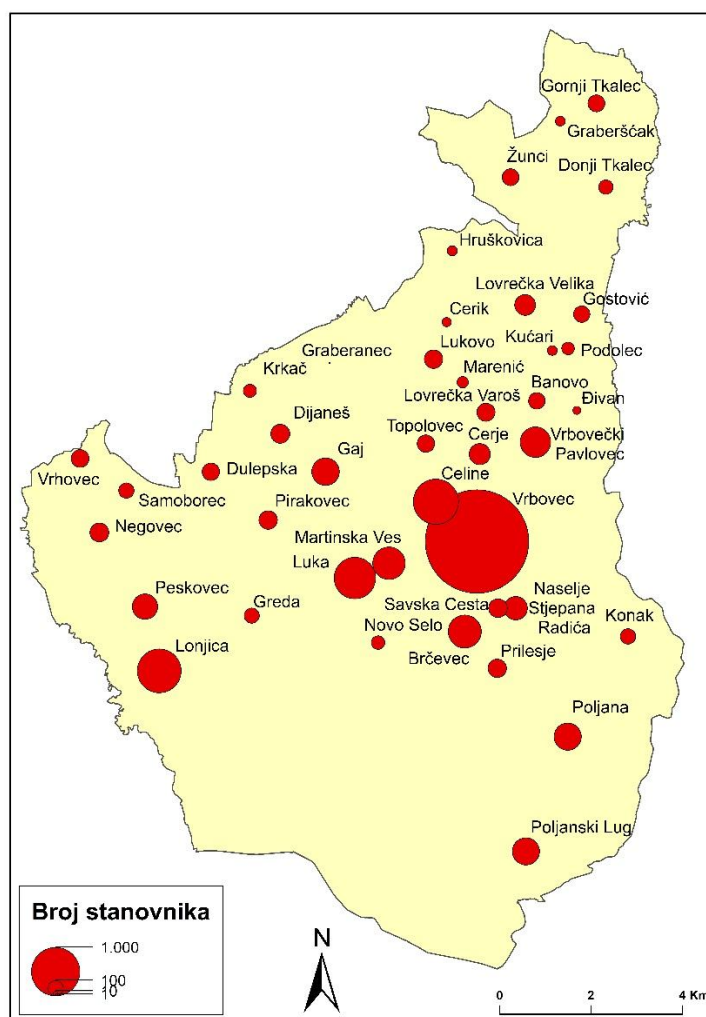 Gornji Tkalec
Graberšćak
Žunci
Donji Tkalec
Hruškovica
Lovrečka Velika
Gostović
Cerik
Kućari
Graberanec
Lukovo
Podolec
Krkač
Marenić
Banovo
Đivan
Lovrečka Varoš
Dijaneš
Topolovec
Cerje
Vrbovečki
Pavlovec
Gaj
Vrhovec
Dulepska
Celine
Vrbovec
Samoborec
Pirakovec
Negovec
Martinska Ves
Luka
Peskovec
Greda
Savska Cesta
Naselje
Stjepana
Radića
Konak
Novo Selo
Lonjica
Brčevec
Prilesje
Poljana
Poljanski Lug
Broj stanovnika
1.000
100
10
N
0 2 4 Km